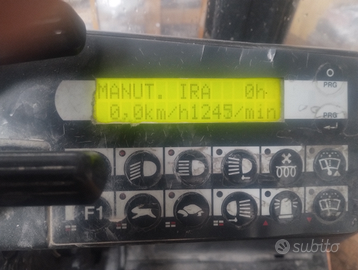 MANUT. IRA 0h
0,0km/h1245/min
PRG
PRG
F1
subito